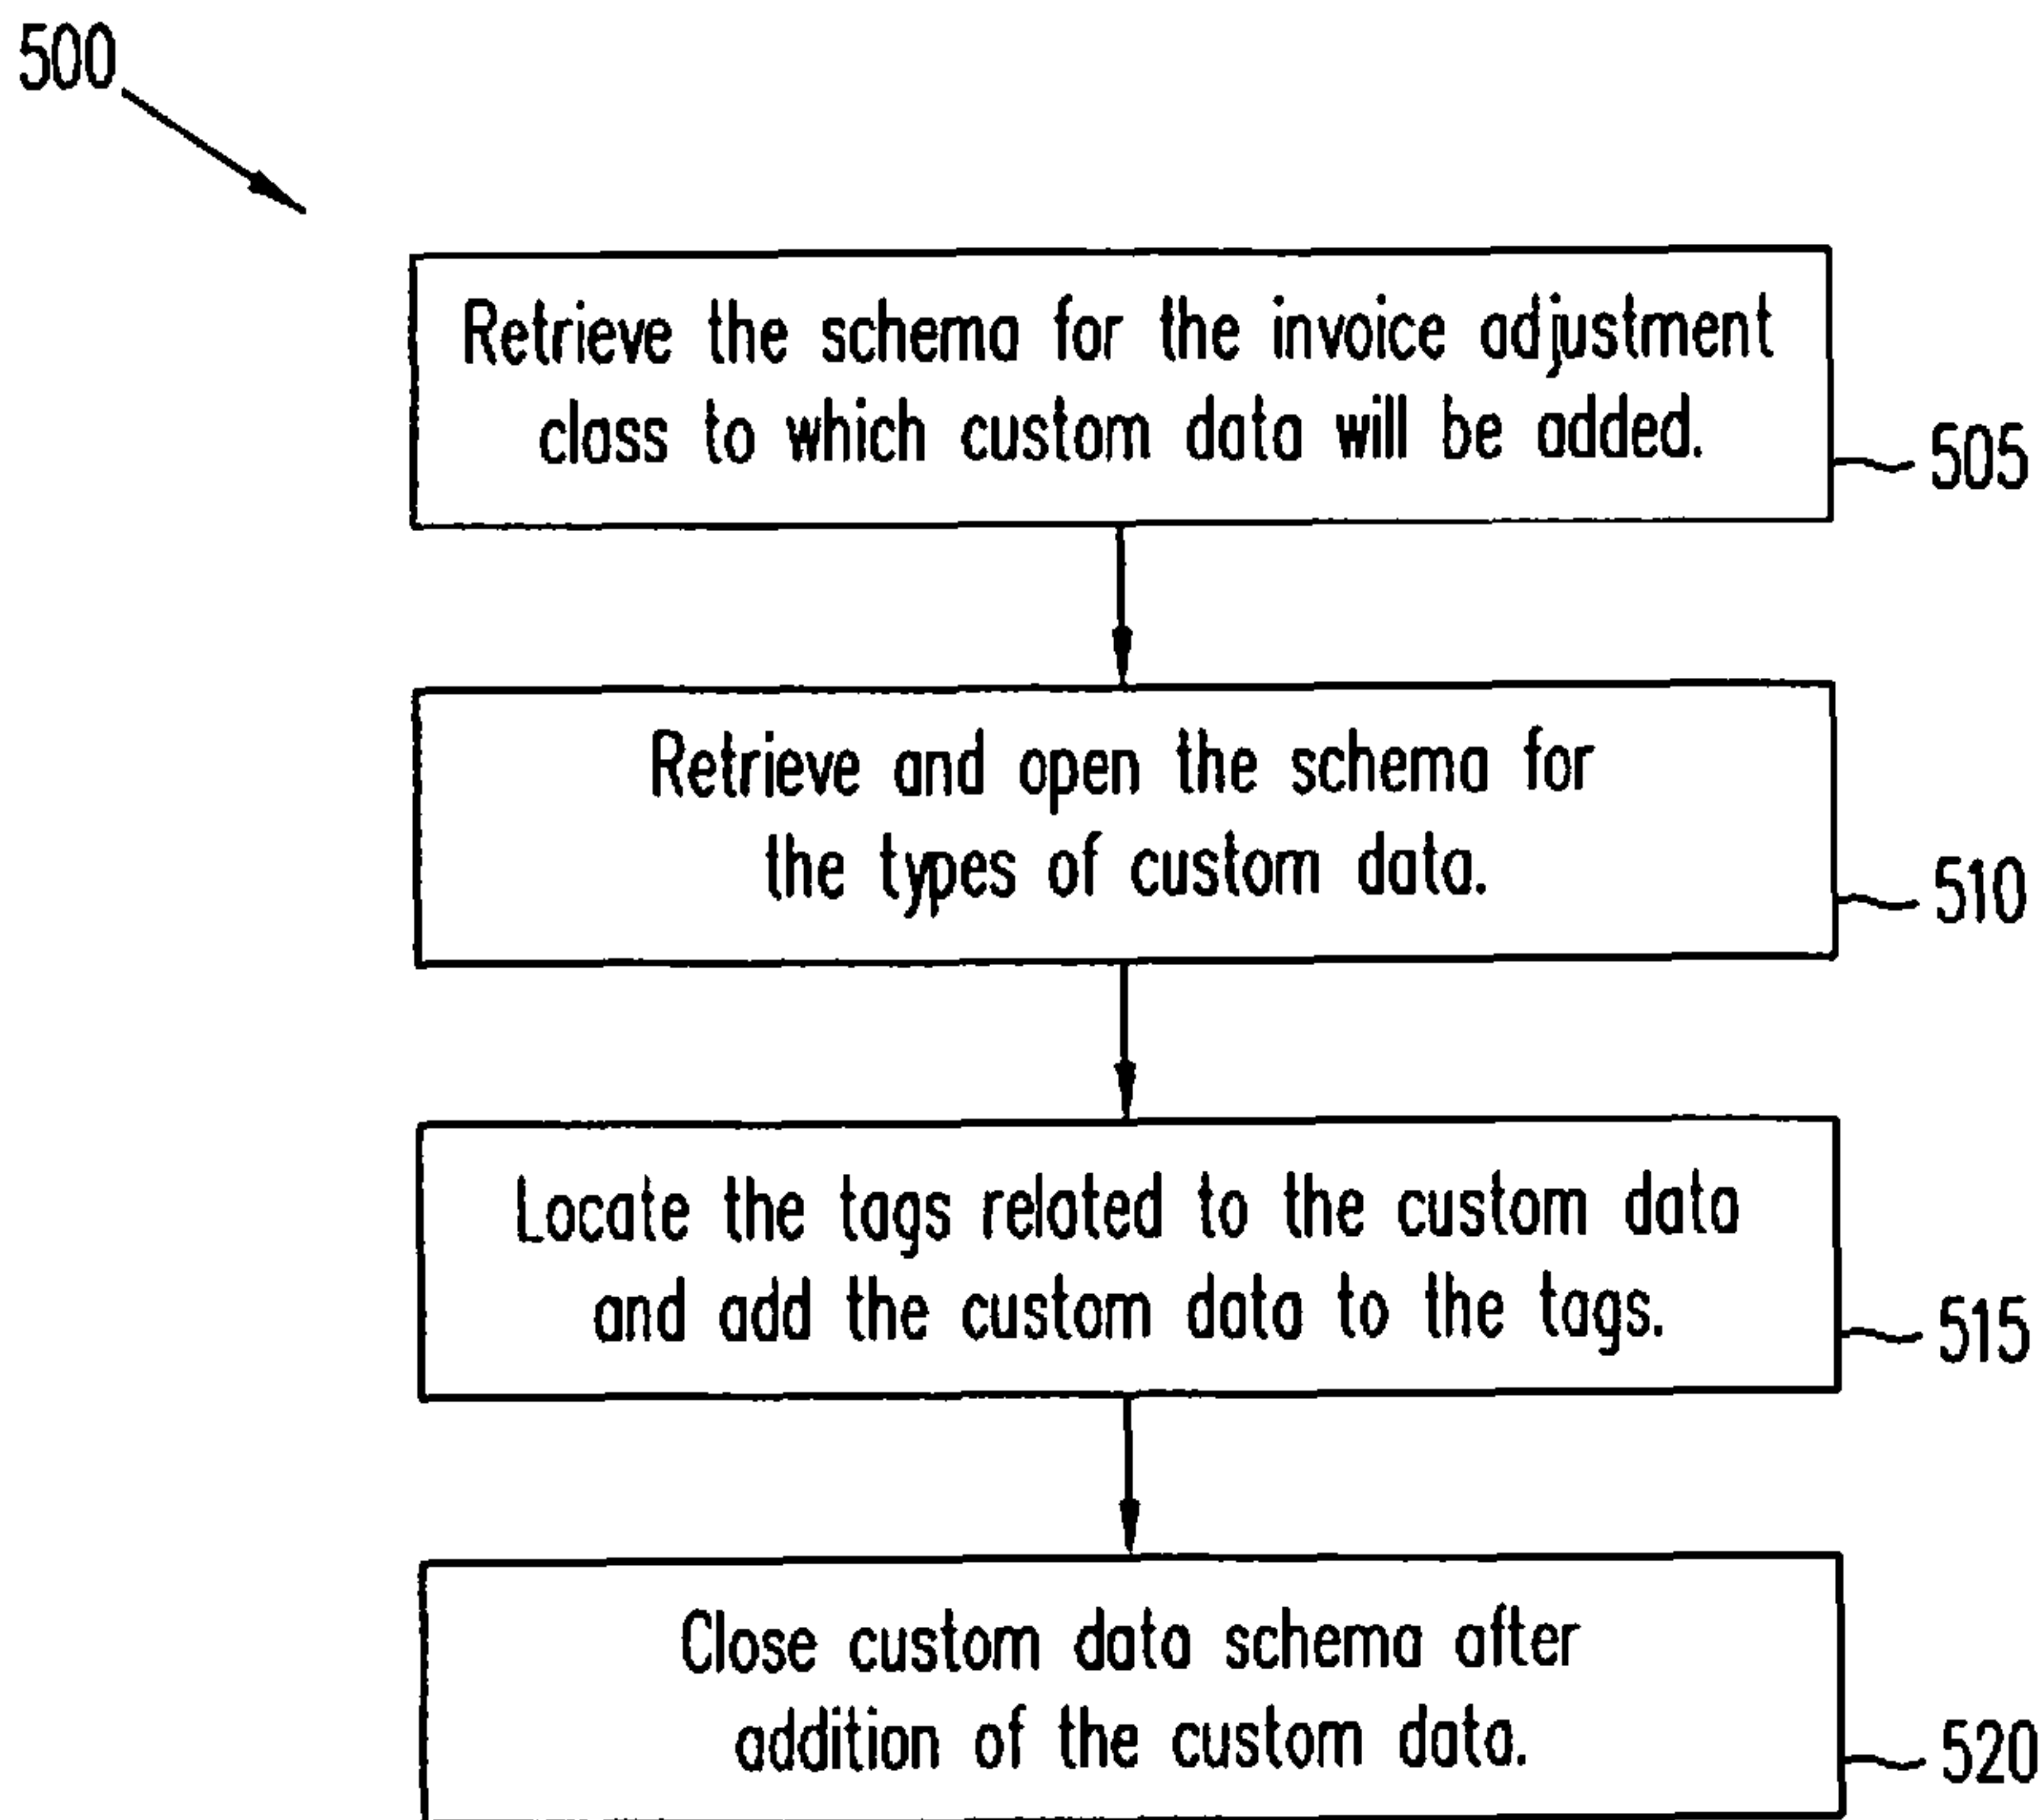 500
Retrieve the schema for the invoice adjustment
class to which custom data will be added.
505
Retrieve and open the schema for
the types of custom data.
510
Locate the tags related to the custom data
and add the custom data to the tags.
515
Close custom data schema after
addition of the custom data.
520